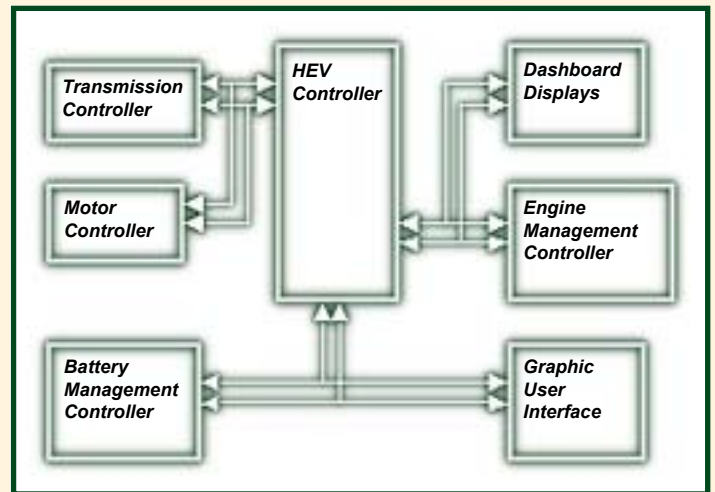 Transmission
Controller
HEV
Controller
Dashboard
Displays
Motor
Controller
Engine
Management
Controller
Battery
Management
Controller
Graphic
User
Interface